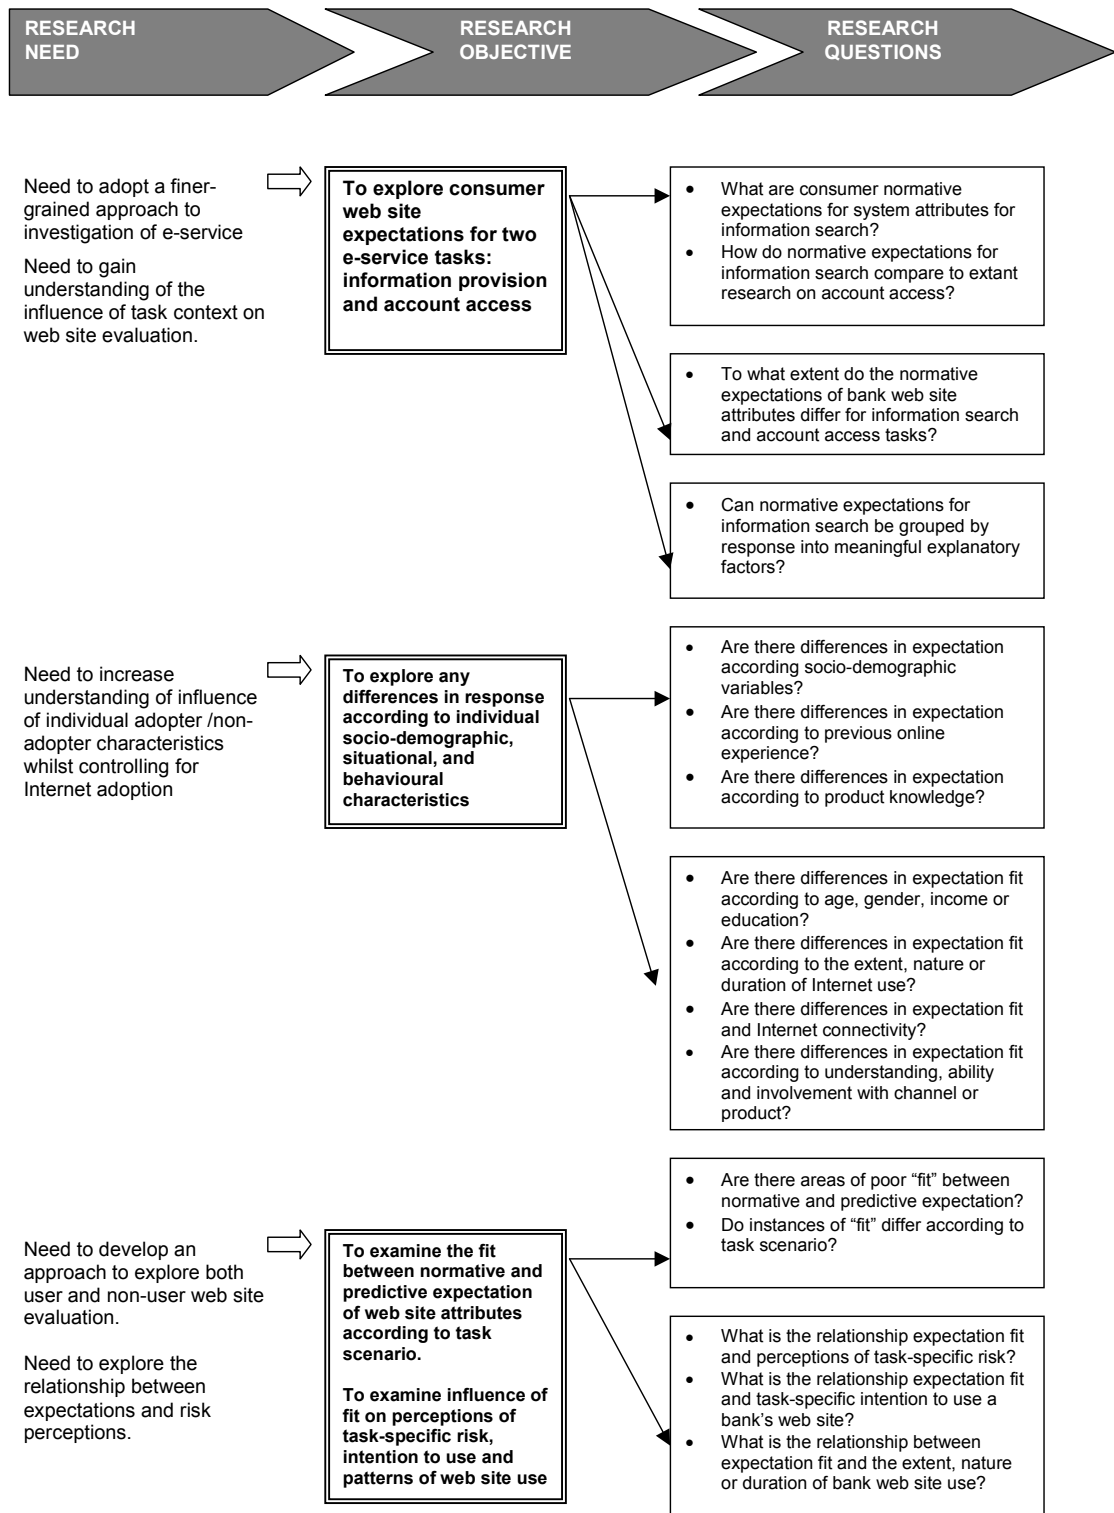 RESEARCH
NEED
RESEARCH
OBJECTIVE
RESEARCH
QUESTIONS
Need to adopt a finer-
grained approach to
investigation of e-service
Need to gain
understanding of the
influence of task context on
web site evaluation.
To explore consumer
web site
expectations for two
e-service tasks:
information provision
and account access
• What are consumer normative
expectations for system attributes for
information search?
• How do normative expectations for
information search compare to extant
research on account access?
• To what extent do the normative
expectations of bank web site
attributes differ for information search
and account access tasks?
• Can normative expectations for
information search be grouped by
response into meaningful explanatory
factors?
Need to increase
understanding of influence
of individual adopter /non-
adopter characteristics
whilst controlling for
Internet adoption
To explore any
differences in response
according to individual
socio-demographic,
situational, and
behavioural
characteristics
• Are there differences in expectation
according socio-demographic
variables?
• Are there differences in expectation
according to previous online
experience?
• Are there differences in expectation
according to product knowledge?
• Are there differences in expectation fit
according to age, gender, income or
education?
• Are there differences in expectation fit
according to the extent, nature or
duration of Internet use?
• Are there differences in expectation fit
and Internet connectivity?
• Are there differences in expectation fit
according to understanding, ability
and involvement with channel or
product?
Need to develop an
approach to explore both
user and non-user web site
evaluation.
Need to explore the
relationship between
expectations and risk
perceptions.
To examine the fit
between normative and
predictive expectation
of web site attributes
according to task
scenario.
To examine influence of
fit on perceptions of
task-specific risk,
intention to use and
patterns of web site use
• Are there areas of poor “fit” between
normative and predictive expectation?
• Do instances of “fit” differ according to
task scenario?
• What is the relationship expectation fit
and perceptions of task-specific risk?
• What is the relationship expectation fit
and task-specific intention to use a
bank’s web site?
• What is the relationship between
expectation fit and the extent, nature
or duration of bank web site use?